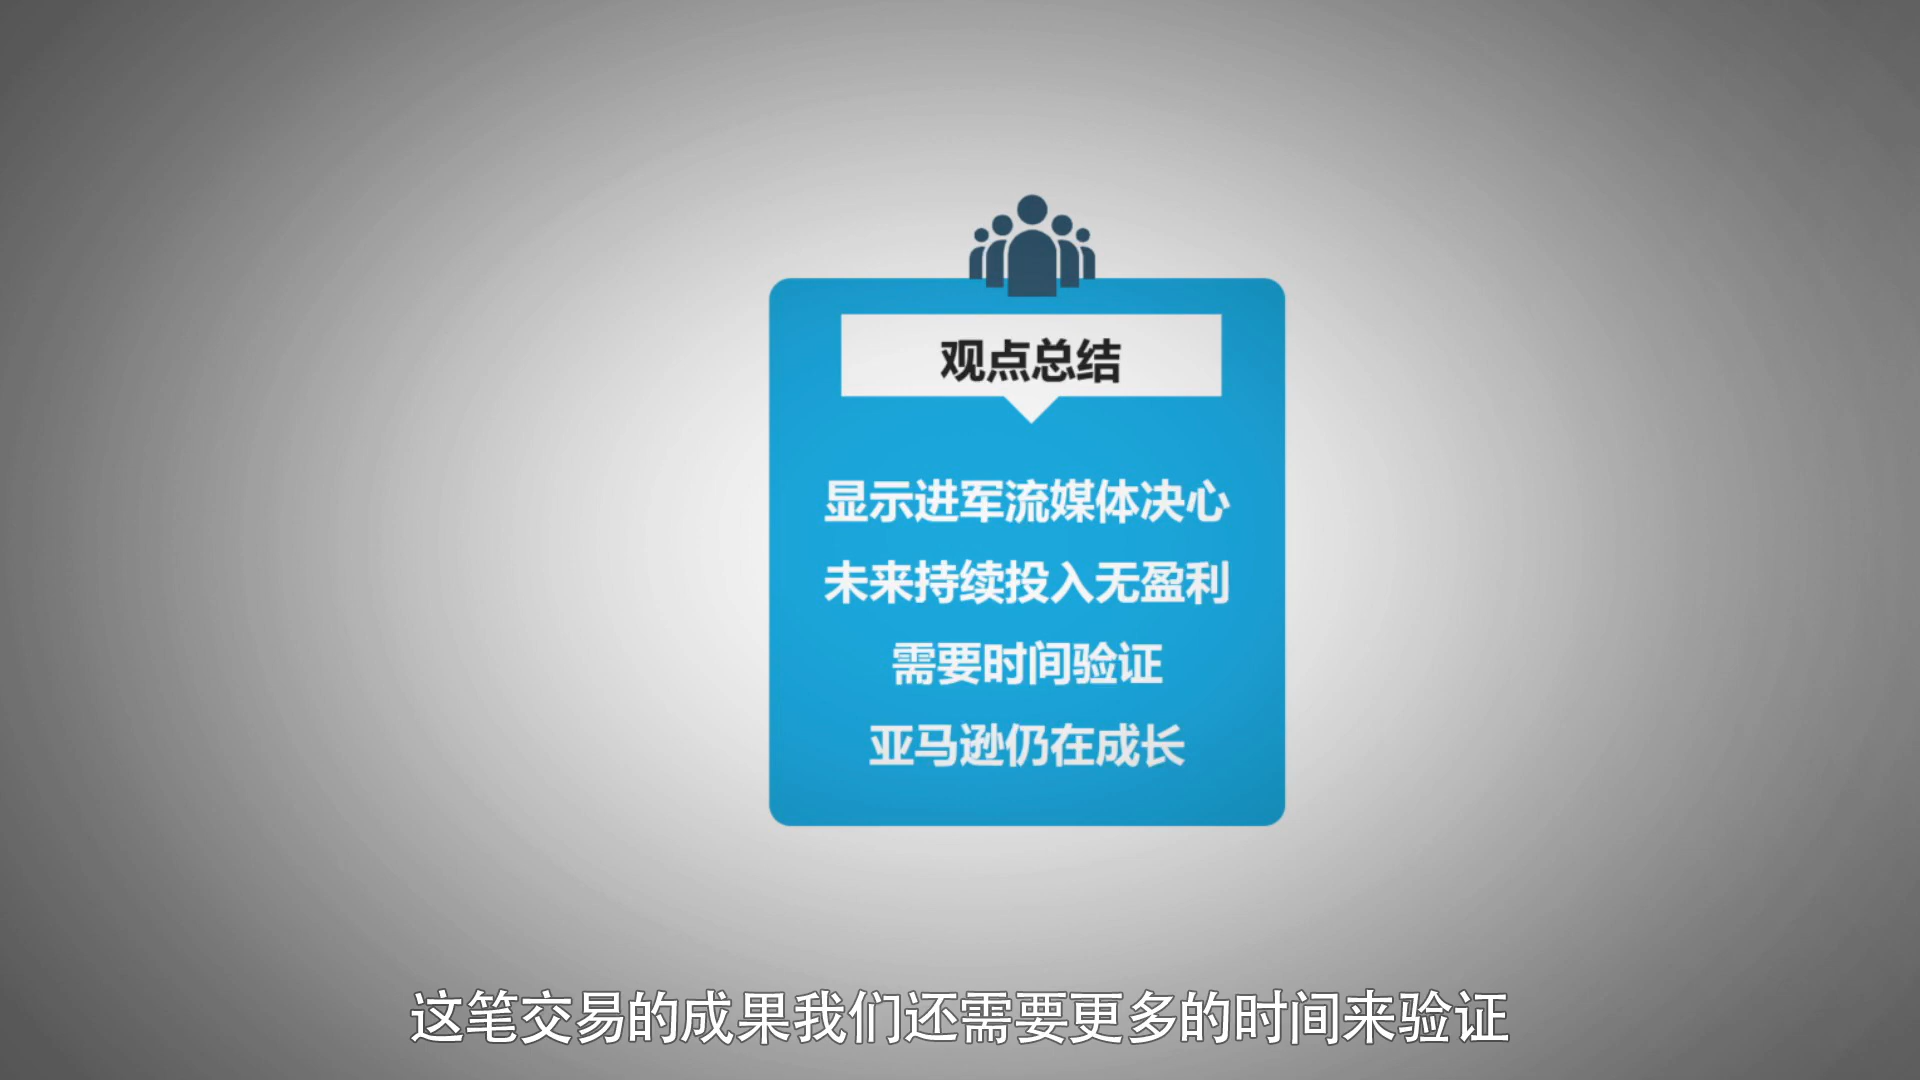 观点总结
显示进军流媒体决心
未来持续投入无盈利
需要时间验证
亚马逊仍在成长
这笔交易的成果我们还需要更多的时间来验证